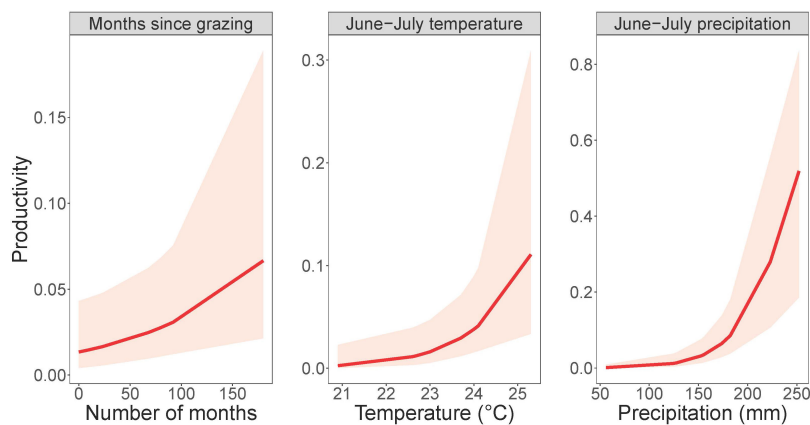 Months since grazing
June−July temperature
June−July precipitation
Productivity
0.15
0.10
0.05
0.00
0.3
0.2
0.1
0.0
0.8
0.6
0.4
0.2
0.0
0 50 100 150
21 22 23 24 25
50 100 150 200 250
Number of months
Temperature (°C)
Precipitation (mm)